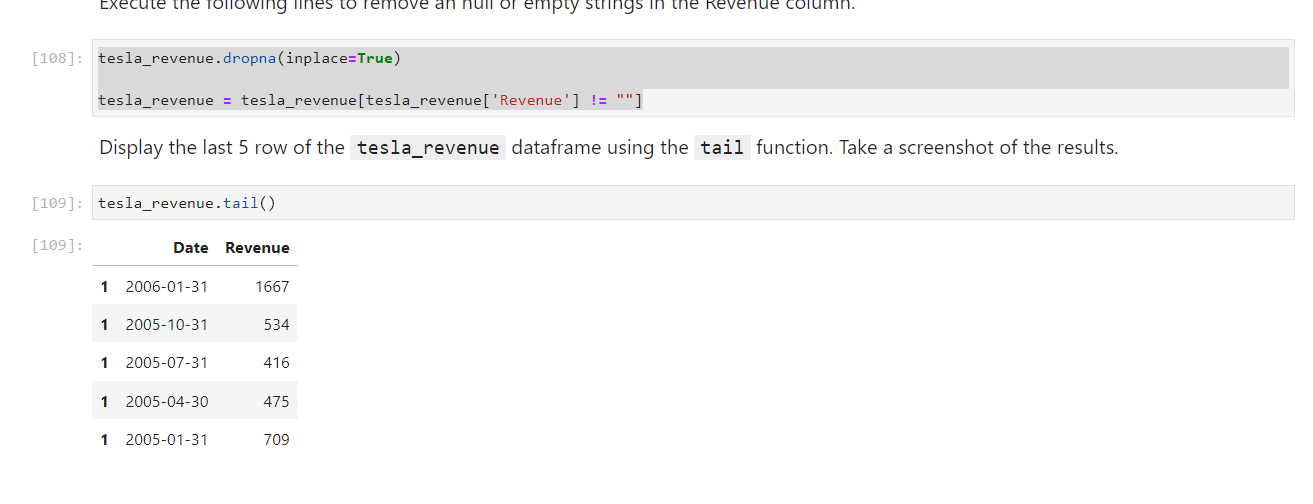 Execute the following lines to remove an null or empty strings in the Revenue column.
[108]: tesla_revenue.dropna(inplace=True)
tesla_revenue = tesla_revenue[tesla_revenue['Revenue'] != ""]
Display the last 5 row of the tesla_revenue dataframe using the tail function. Take a screenshot of the results.
[109]: tesla_revenue.tail()
[109]: Date Revenue
1 2006-01-31 1667
1 2005-10-31 534
1 2005-07-31 416
1 2005-04-30 475
1 2005-01-31 709